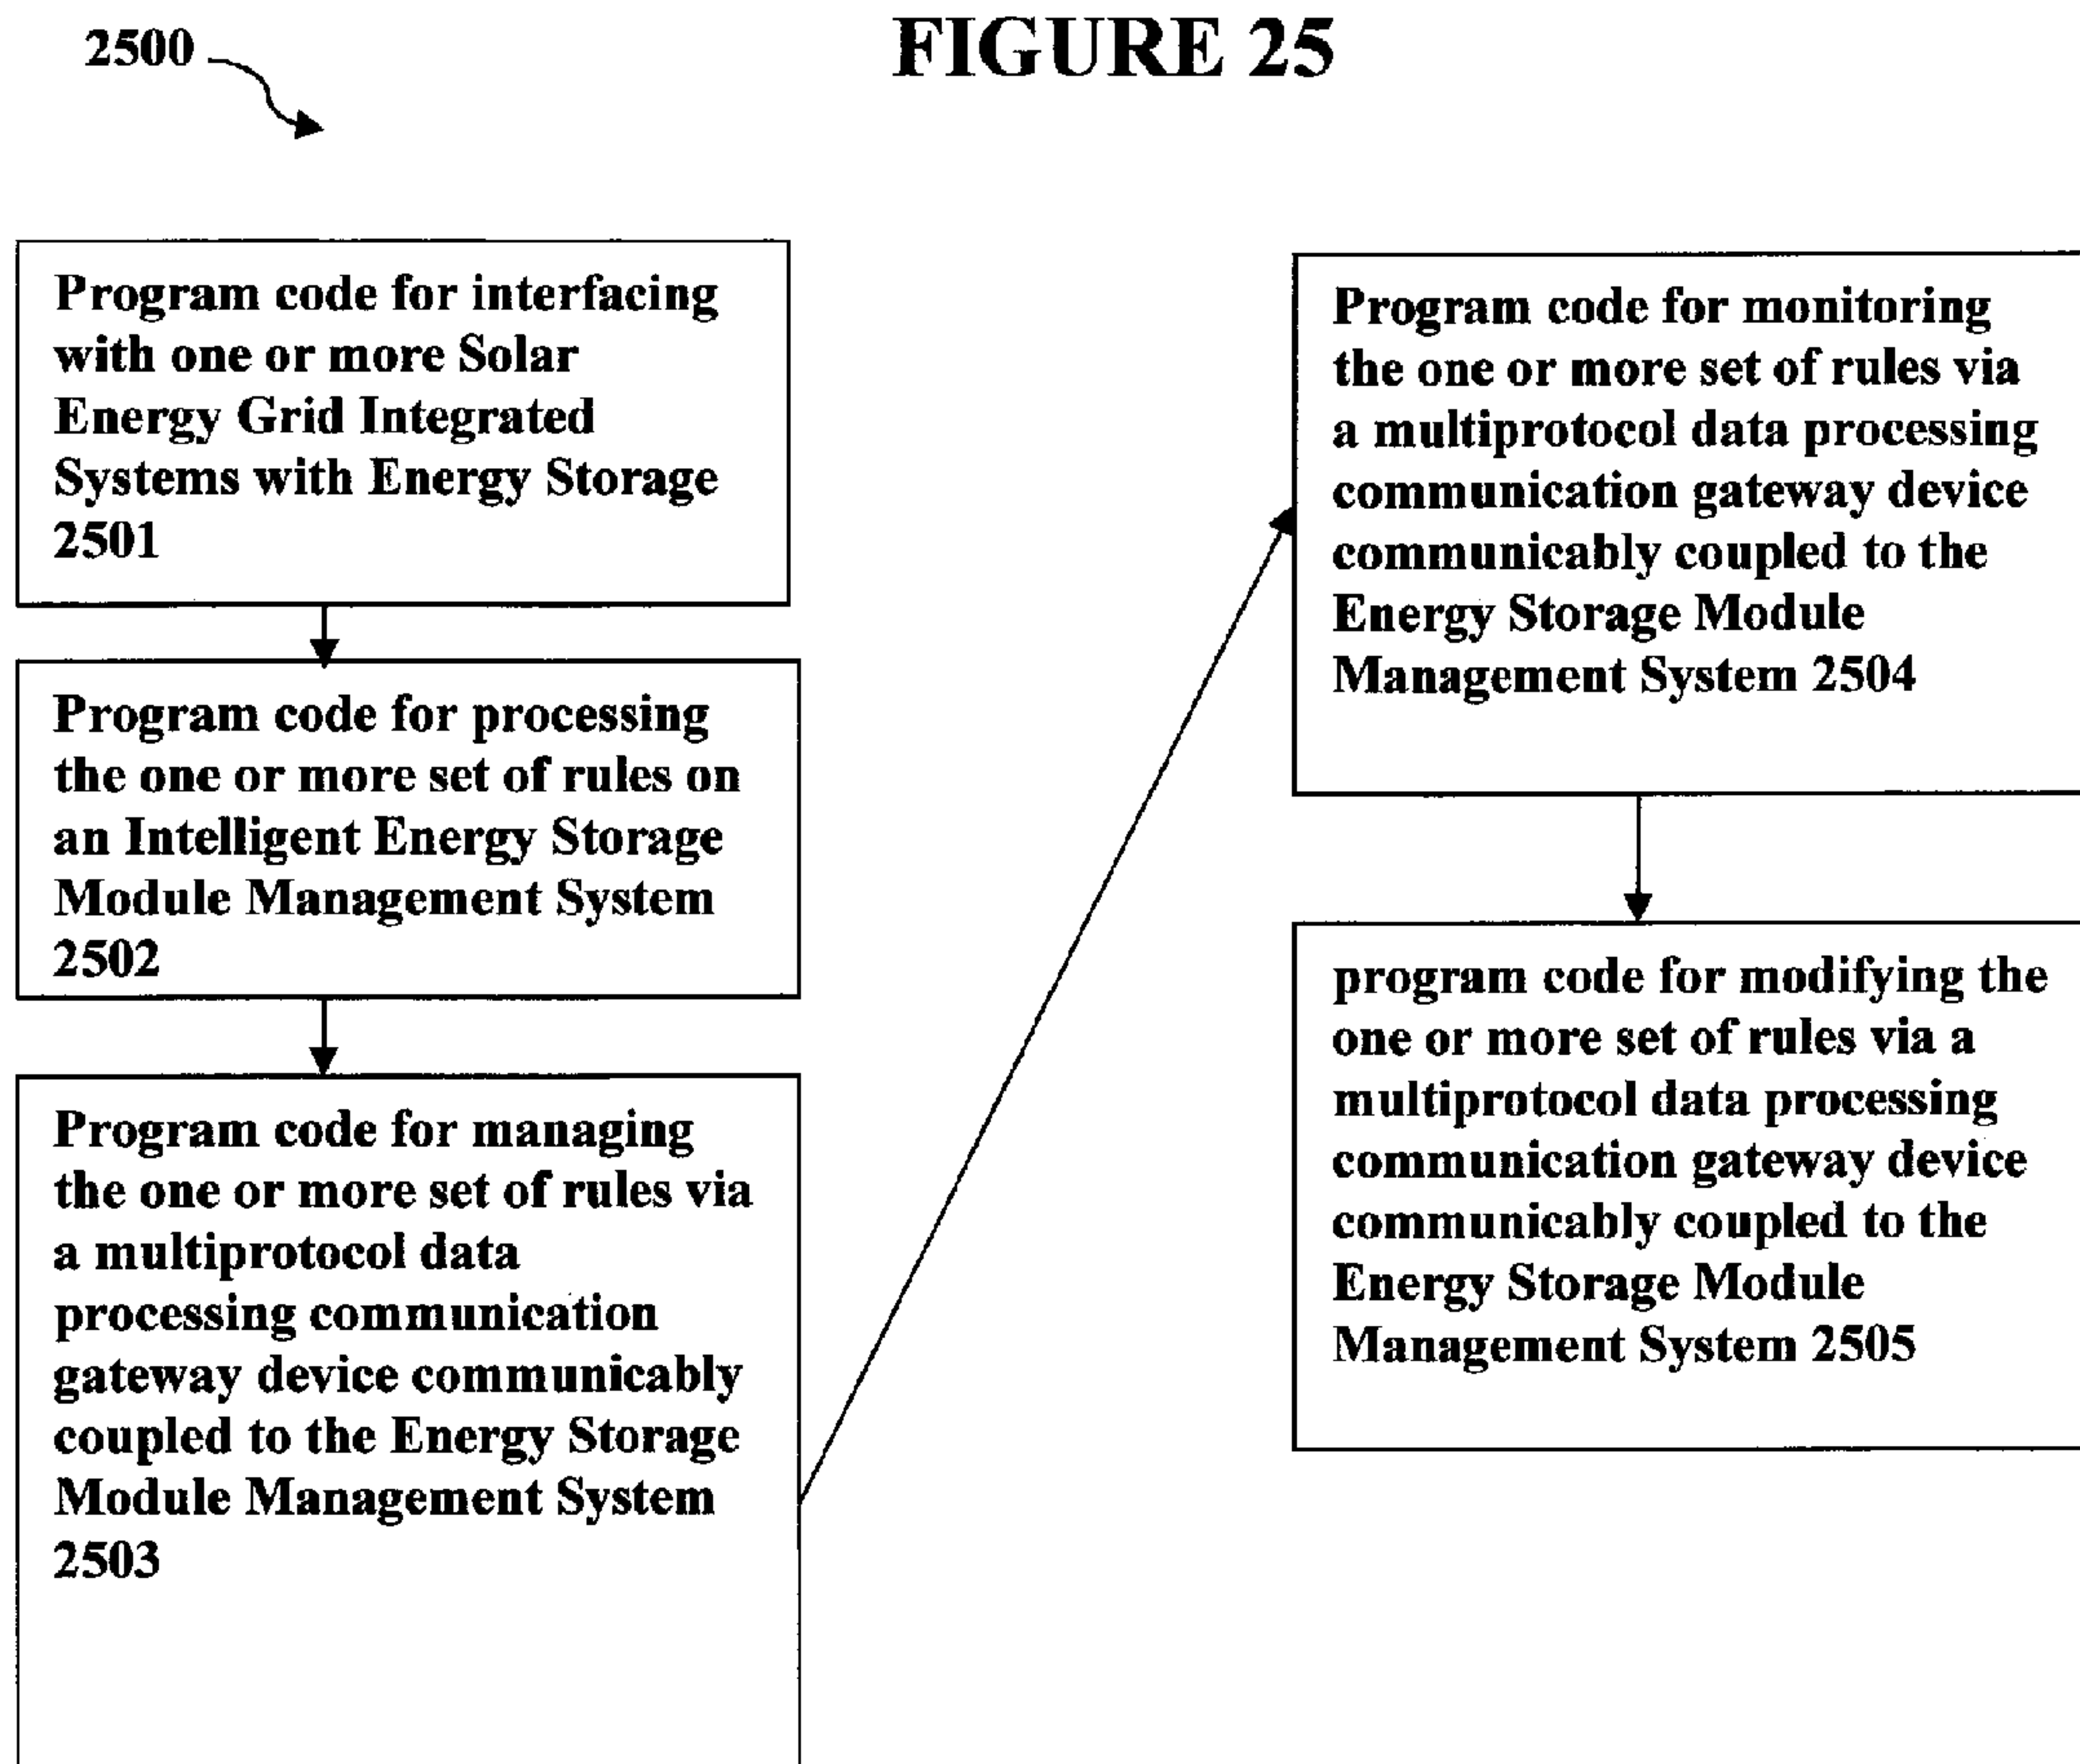 FIGURE 25
2500
Program code for interfacing
with one or more Solar
Energy Grid Integrated
Systems with Energy Storage
2501
Program code for processing
the one or more set of rules on
an Intelligent Energy Storage
Module Management System
2502
Program code for managing
the one or more set of rules via
a multiprotocol data
processing communication
gateway device communicably
coupled to the Energy Storage
Module Management System
2503
Program code for monitoring
the one or more set of rules via
a multiprotocol data processing
communication gateway device
communicably coupled to the
Energy Storage Module
Management System 2504
program code for modifying the
one or more set of rules via a
multiprotocol data processing
communication gateway device
communicably coupled to the
Energy Storage Module
Management System 2505